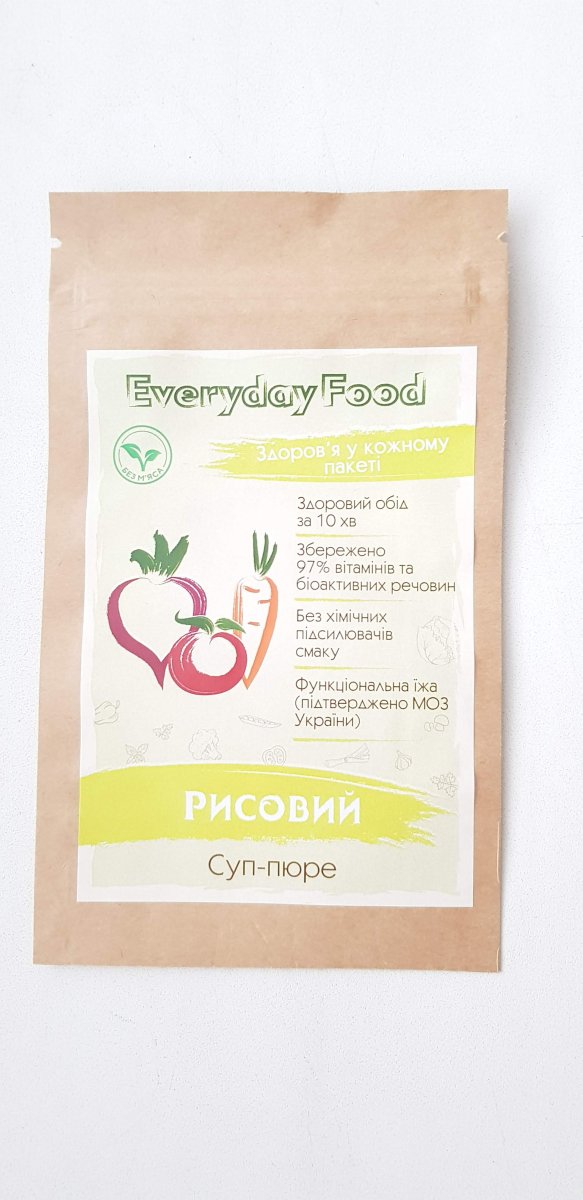 Everyday Food
БЕЗ М'ЯСА
Здоров'я у кожному
пакеті
Здоровий обід
за 10 хв
Збережено
97% вітамінів та
біоактивних речовин
Без хімічних
підсилювачів
смаку
Функціональна їжа
(підтверджено МОЗ
України)
РИСОВИЙ
Суп-пюре